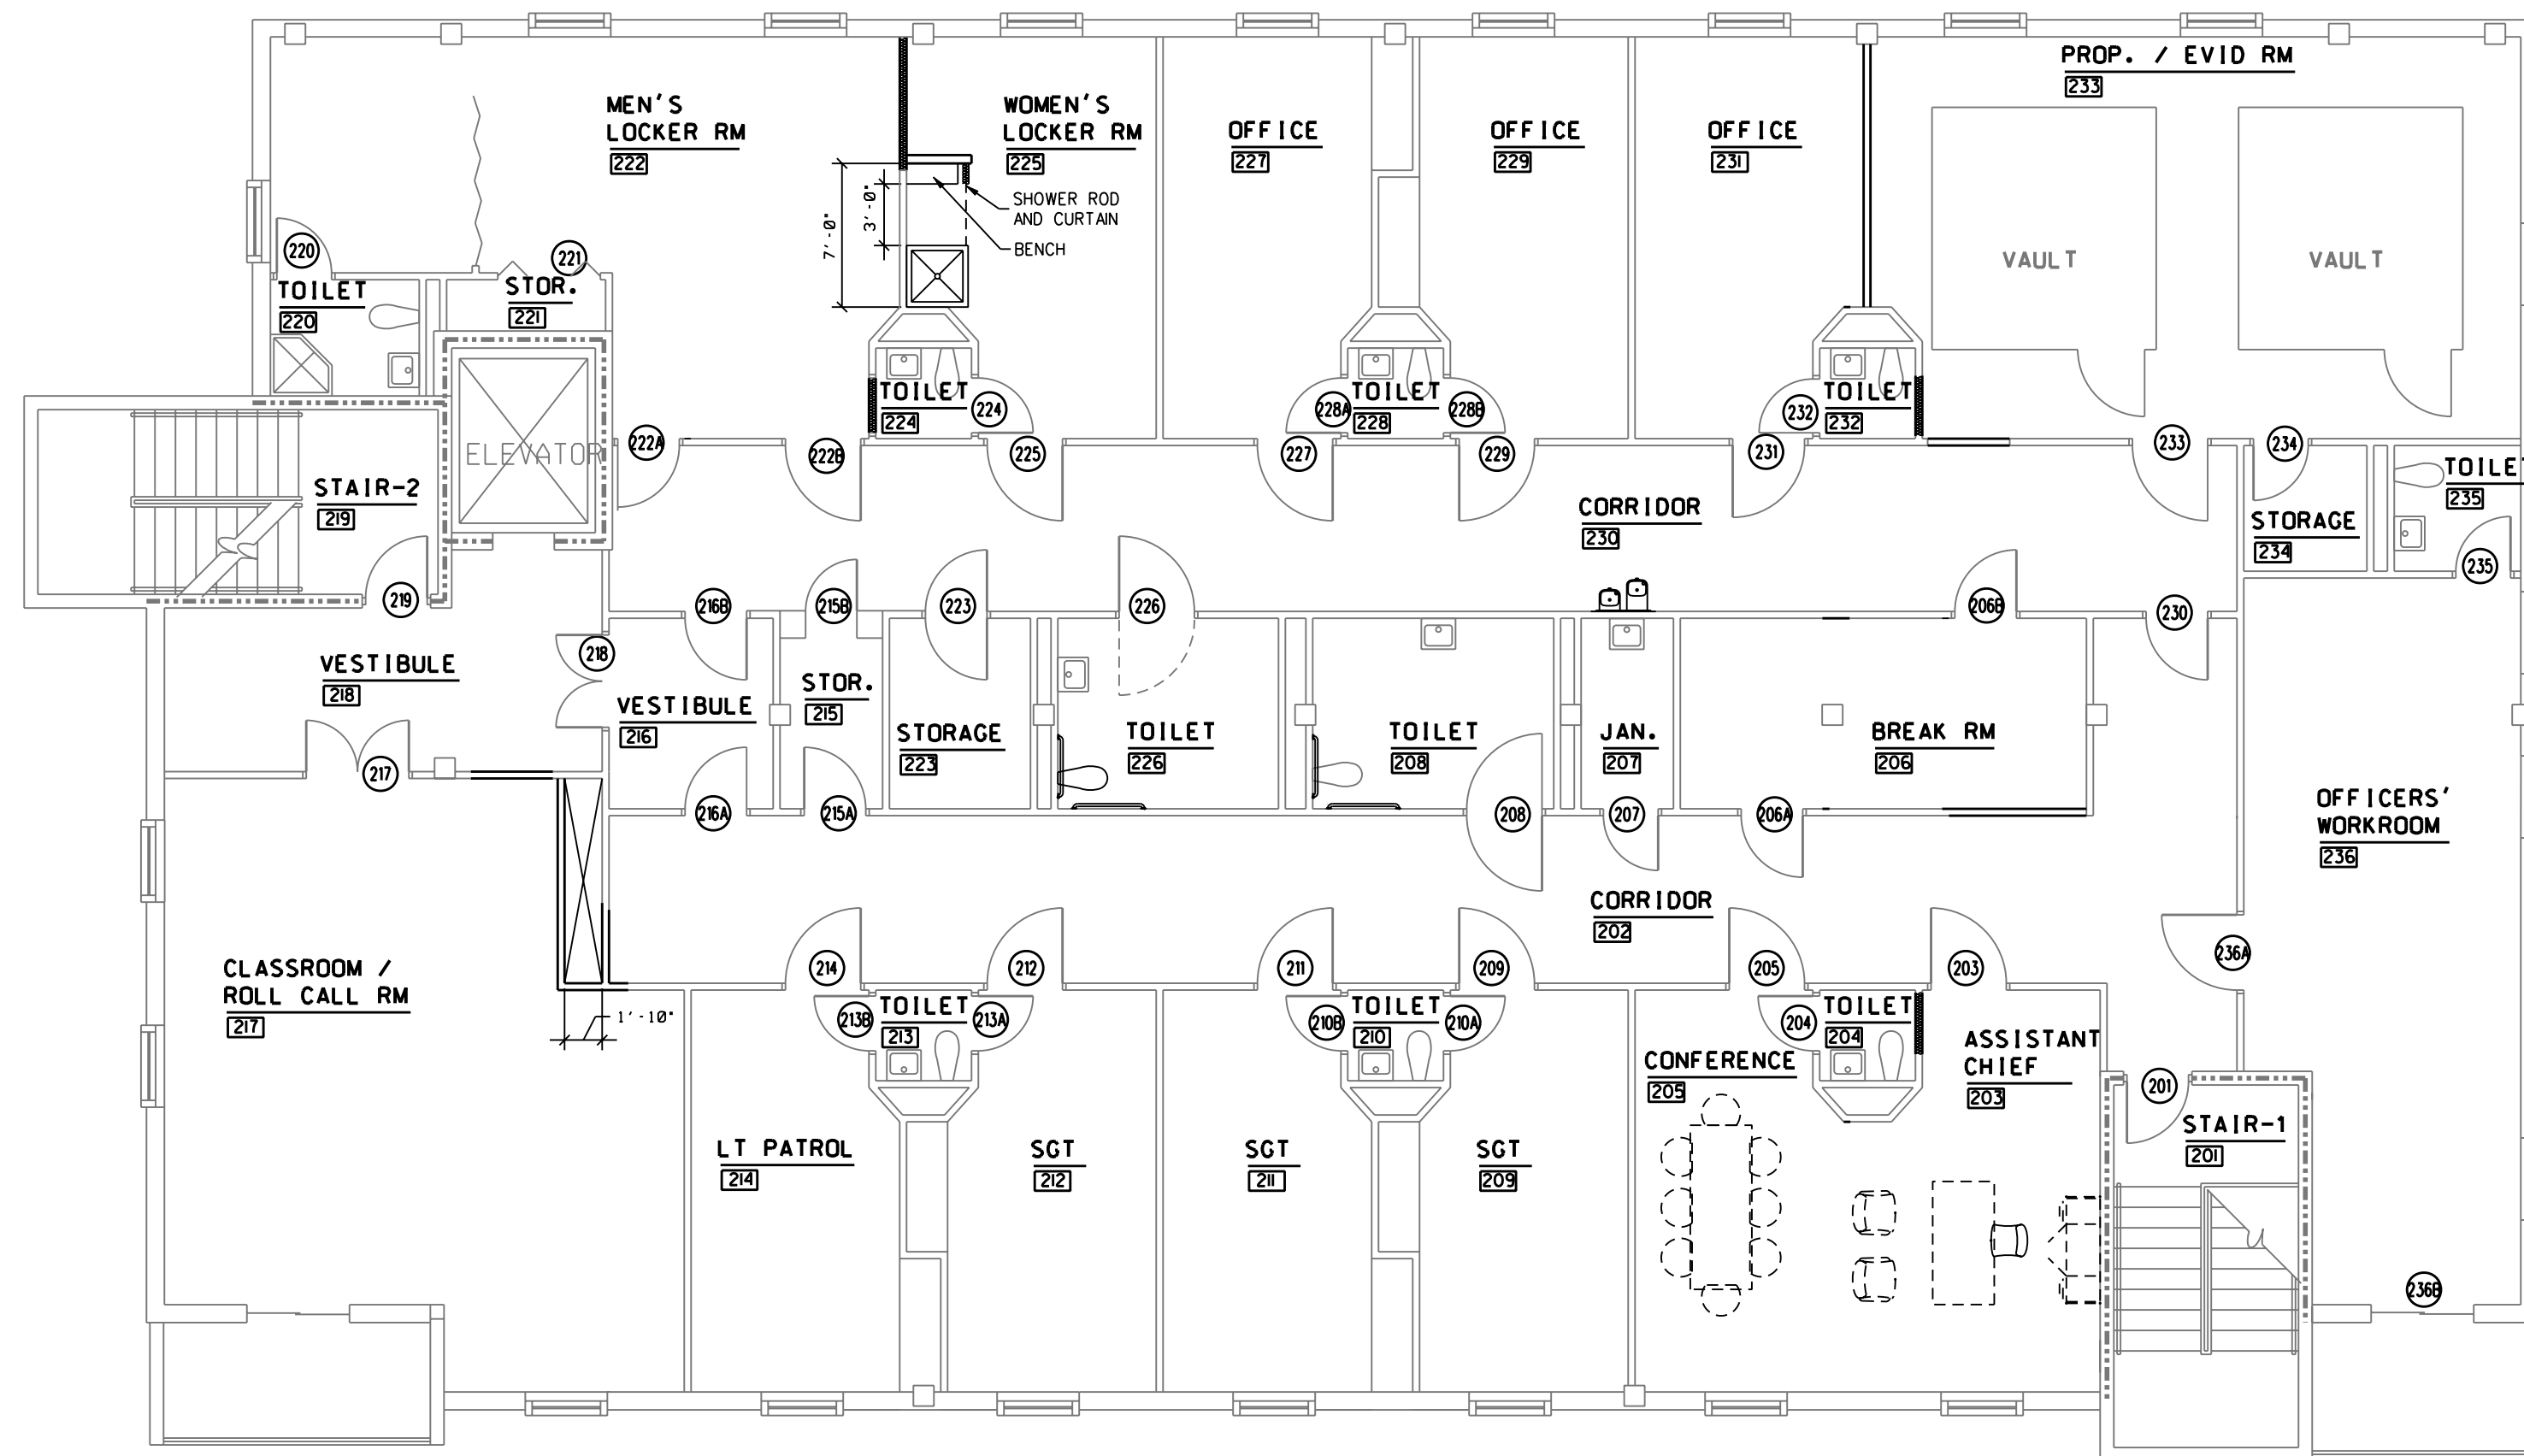 PROP. / EVID RM
233
MEN'S
LOCKER RM
222
WOMEN'S
LOCKER RM
225
OFFICE
227
OFFICE
229
OFFICE
231
SHOWER ROD
AND CURTAIN
BENCH
7'-0"
3'-0"
VAULT
VAULT
220
221
TOILET
220
STOR.
221
ELEVATOR
TOILET
224
224
228A
TOILET
228
228B
232
TOILET
232
222A
222B
225
227
229
231
233
234
TOILET
235
STAIR-2
219
CORRIDOR
230
STORAGE
234
235
219
216B
215B
223
226
206B
230
218
VESTIBULE
218
VESTIBULE
216
STOR.
215
STORAGE
223
TOILET
226
TOILET
208
JAN.
207
BREAK RM
206
217
216A
215A
208
207
206A
OFFICERS'
WORKROOM
236
CORRIDOR
202
236A
CLASSROOM /
ROLL CALL RM
217
1'-10"
214
212
211
209
205
203
213B
TOILET
213
213A
210B
TOILET
210
210A
204
TOILET
204
CONFERENCE
205
ASSISTANT
CHIEF
203
201
STAIR-1
201
LT PATROL
214
SGT
212
SGT
211
SGT
209
236B